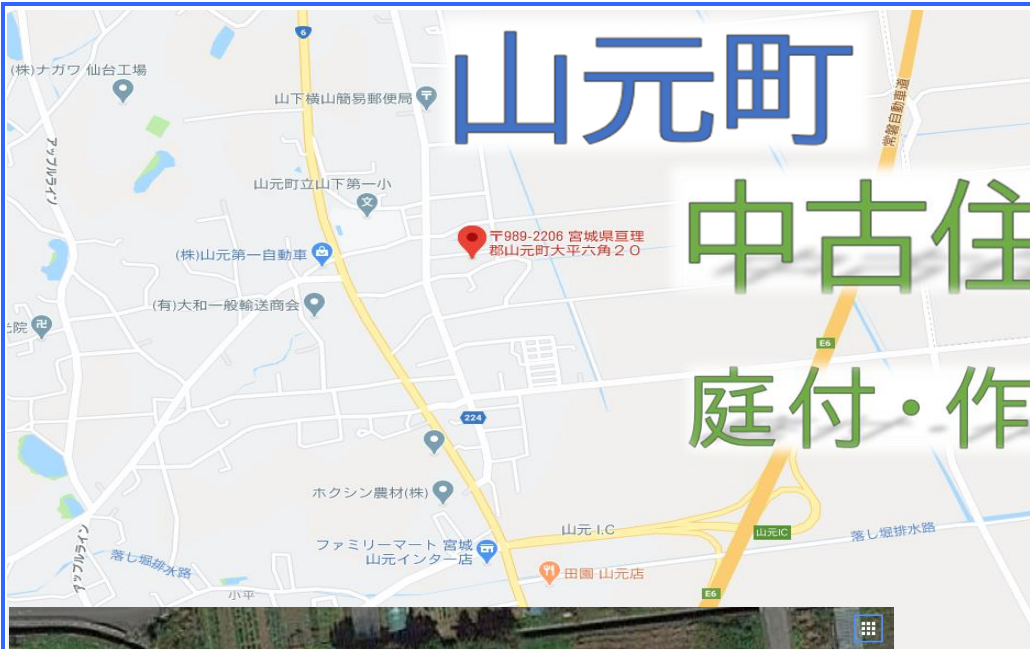 6
(株)ナガワ 仙台工場
山元町
山下横山簡易郵便局
常磐自動車道
アップルライン
山元町立山下第一小
中古住
〒989-2206 宮城県亘理
郡山元町大平六角２０
(株)山元第一自動車
(有)大和一般輸送商会
元院
E6
庭付・作
224
ホクシン農材(株)
山元 I.C
山元IC
落し堀排水路
ファミリーマート 宮城
山元インター店
アップルライン
落し堀排水路
田園 山元店
小平
E6